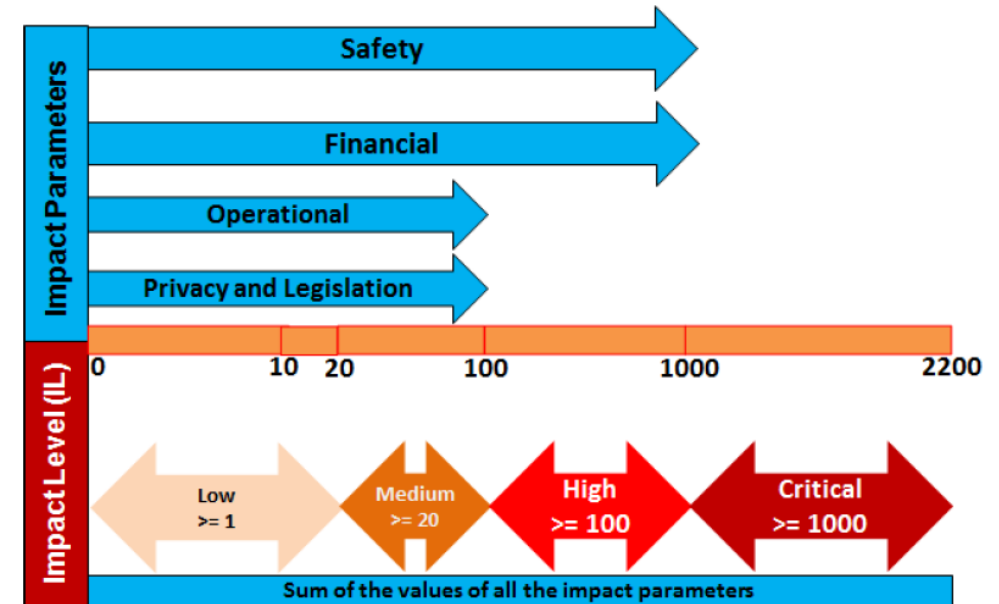 Impact Parameters
Safety
Financial
Operational
Privacy and Legislation
0 10 20 100 1000 2200
Impact Level (IL)
Low
>= 1
Medium
>= 20
High
>= 100
Critical
>= 1000
Sum of the values of all the impact parameters